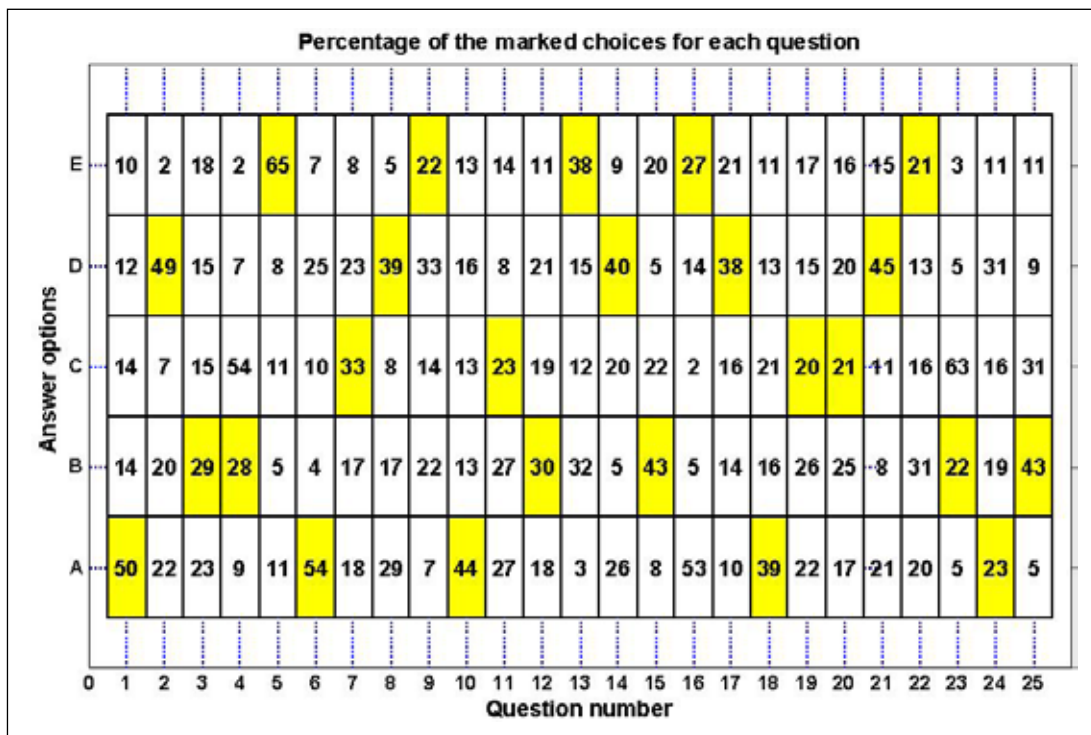 Percentage of the marked choices for each question
E 10 2 18 2 65 7 8 5 22 13 14 11 38 9 20 27 21 11 17 16 15 21 3 11 11
D 12 49 15 7 8 25 23 39 33 16 8 21 15 40 5 14 38 13 15 20 45 13 5 31 9
C 14 7 15 54 11 10 33 8 14 13 23 19 12 20 22 2 16 21 20 21 11 16 63 16 31
B 14 20 29 28 5 4 17 17 22 13 27 30 32 5 43 5 14 16 26 25 8 31 22 19 43
A 50 22 23 9 11 54 18 29 7 44 27 18 3 26 8 53 10 39 22 17 21 20 5 23 5
Answer options
0 1 2 3 4 5 6 7 8 9 10 11 12 13 14 15 16 17 18 19 20 21 22 23 24 25
Question number